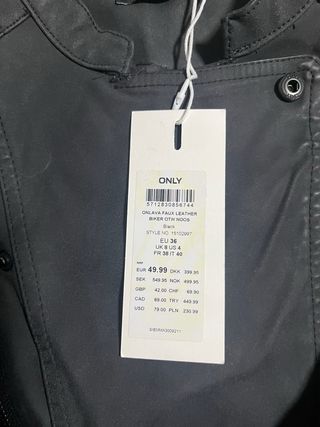 ONLY
5712830856744
ONLAVA FAUX LEATHER
BIKER OTW NOOS
Black
STYLE NO: 15102997
EU 36
UK 8 US 4
FR 38 IT 40
EUR 49.99 DKK 399.95
SEK 549.95 NOK 499.95
GBP 42.00 CHF 69.90
CAD 69.00 TRY 449.99
USD 79.00 PLN 230.99